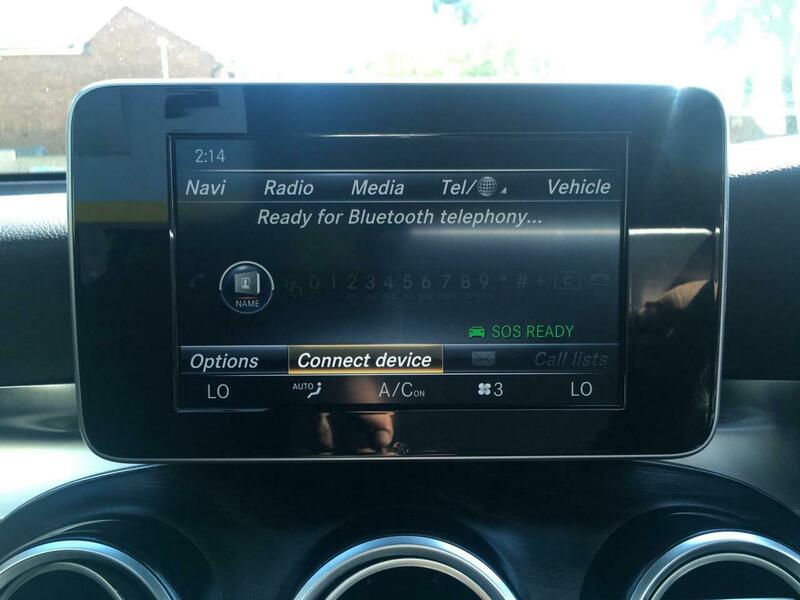 2:14
Navi Radio Media Tel/ Vehicle
Ready for Bluetooth telephony...
0 1 2 3 4 5 6 7 8 9 * # + C
NAME
SOS READY
Options Connect device Call lists
LO AUTO A/C ON 3 LO